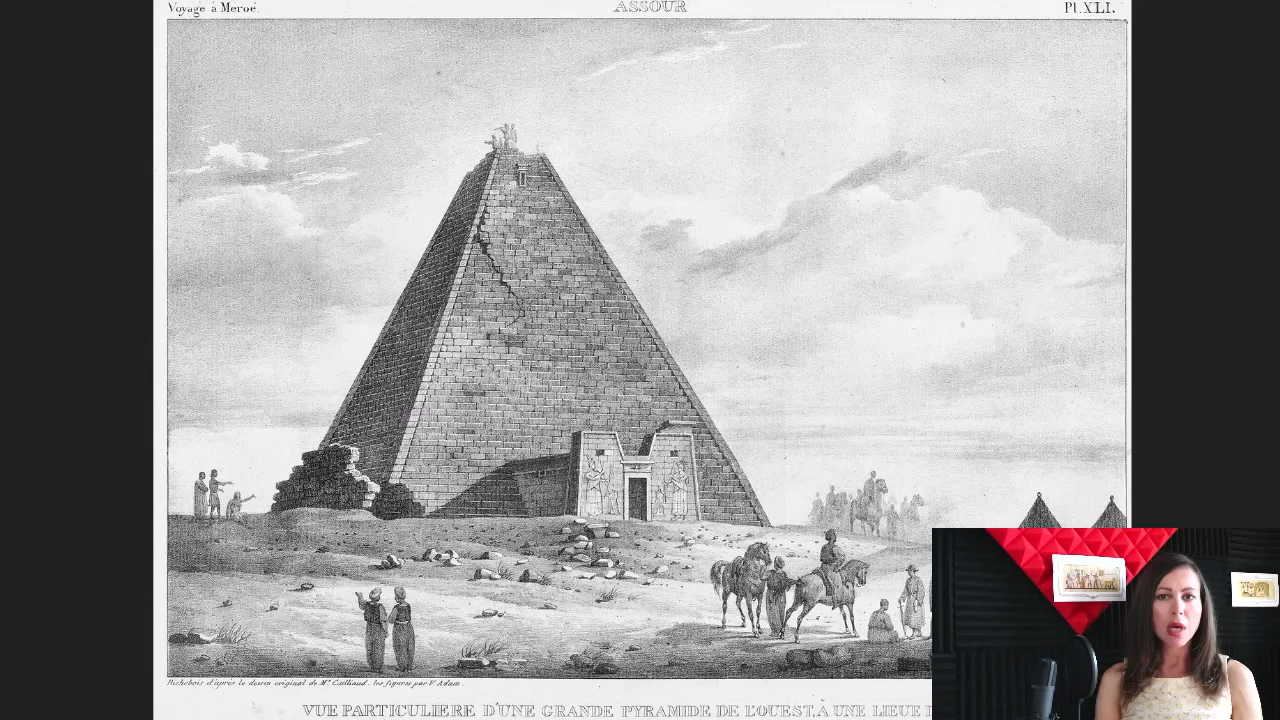 Voyage à Meroé.
ASSOUR
Pl. XLI.
Bichebois d'après le dessin original de Mr. Cailliaud. les figures par V. Adam.
VUE PARTICULIERE D'UNE GRANDE PYRAMIDE DE L'OUEST, A UNE LIEUE